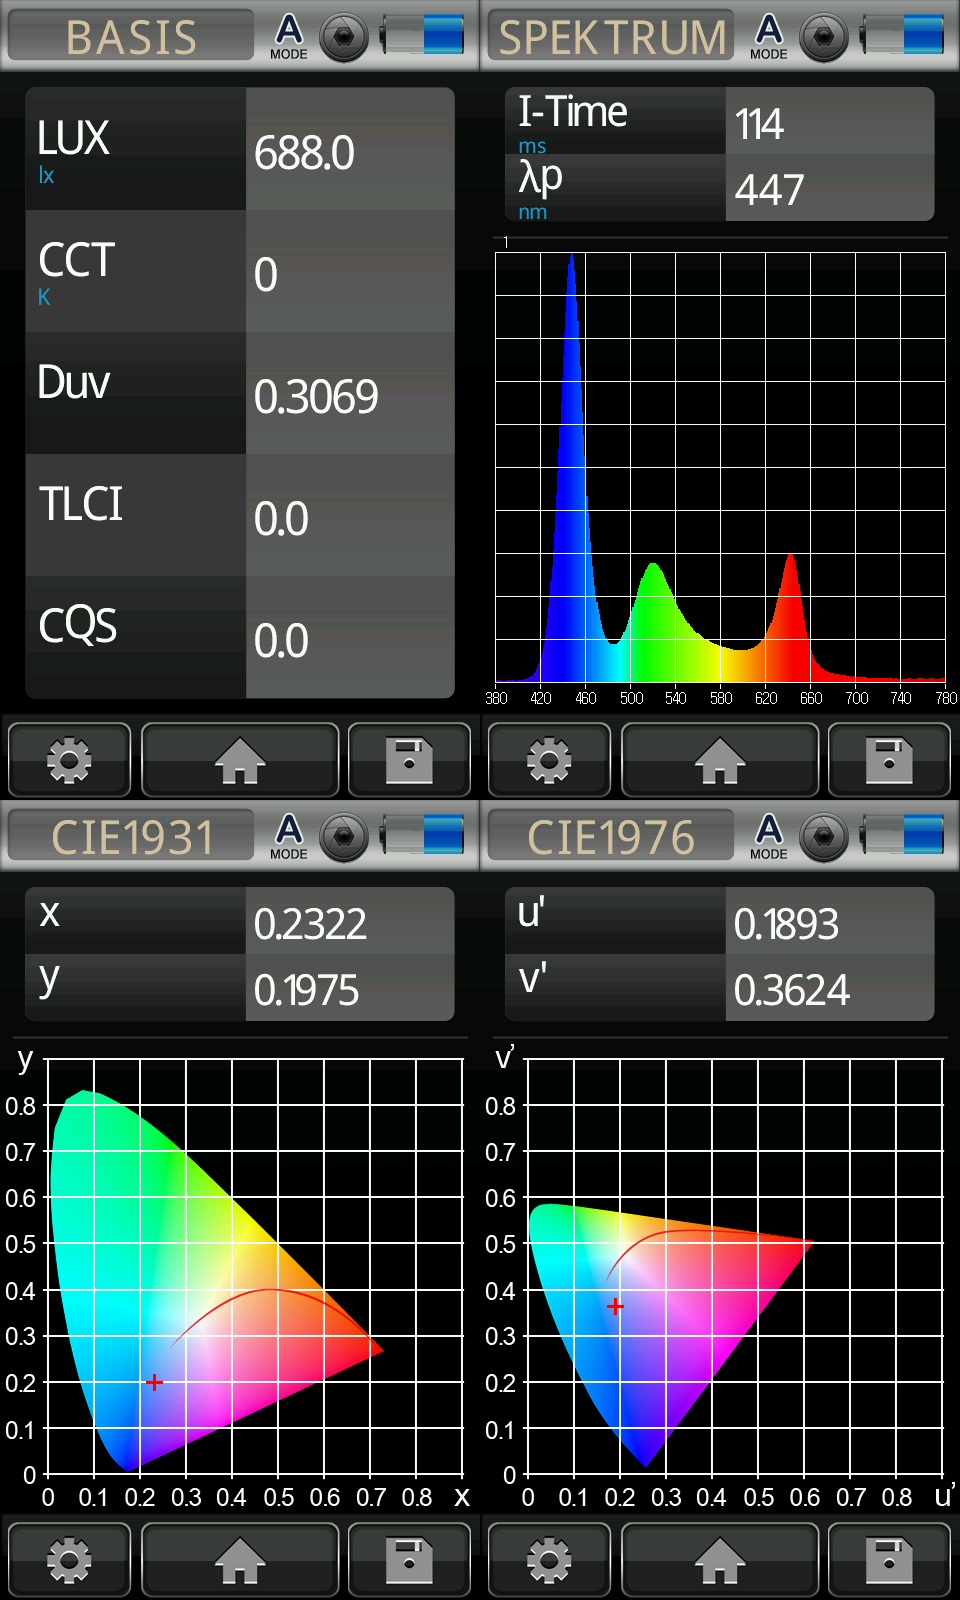 BASIS
A
MODE
LUX
lx
688.0
CCT
K
0
Duv
0.3069
TLCI
0.0
CQS
0.0
SPEKTRUM
A
MODE
I-Time
ms
114
λp
nm
447
1
380 420 460 500 540 580 620 660 700 740 780
CIE1931
A
MODE
x
0.2322
y
0.1975
y
0.8
0.7
0.6
0.5
0.4
0.3
0.2
0.1
0
0 0.1 0.2 0.3 0.4 0.5 0.6 0.7 0.8 x
CIE1976
A
MODE
u'
0.1893
v'
0.3624
v'
0.8
0.7
0.6
0.5
0.4
0.3
0.2
0.1
0
0 0.1 0.2 0.3 0.4 0.5 0.6 0.7 0.8 u'